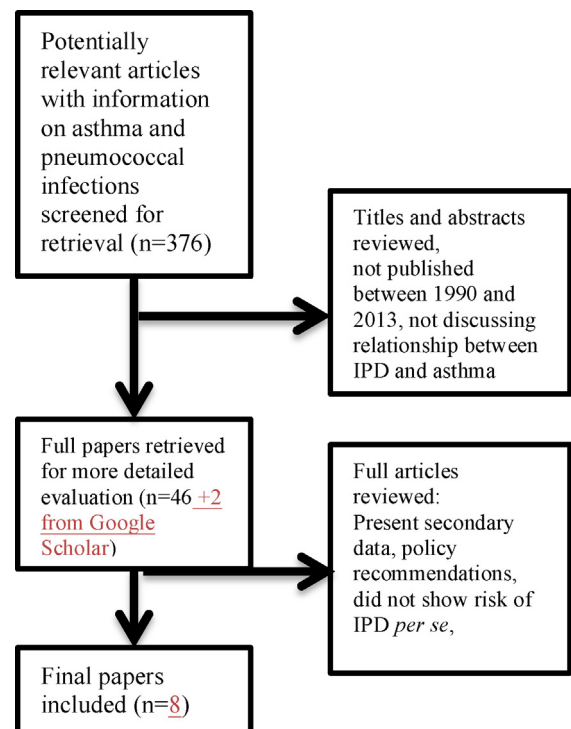 Potentially
relevant articles
with information
on asthma and
pneumococcal
infections
screened for
retrieval (n=376)
Titles and abstracts
reviewed,
not published
between 1990 and
2013, not discussing
relationship between
IPD and asthma
Full papers retrieved
for more detailed
evaluation (n=46 +2
from Google
Scholar)
Full articles
reviewed:
Present secondary
data, policy
recommendations,
did not show risk of
IPD per se,
Final papers
included (n=8)